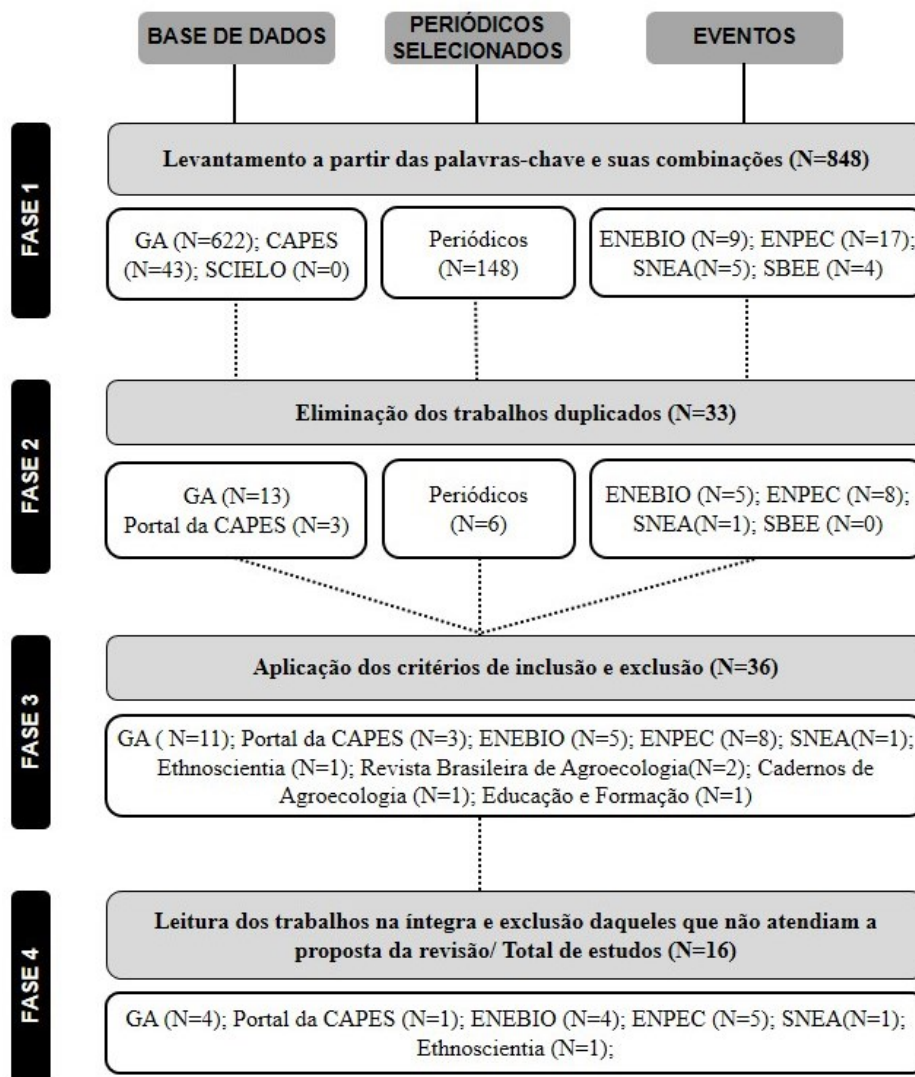 BASE DE DADOS
PERIÓDICOS
SELECIONADOS
EVENTOS
FASE 1
Levantamento a partir das palavras-chave e suas combinações (N=848)
GA (N=622); CAPES
(N=43); SCIELO (N=0)
Periódicos
(N=148)
ENEBIO (N=9); ENPEC (N=17);
SNEA(N=5); SBEE (N=4)
FASE 2
Eliminação dos trabalhos duplicados (N=33)
GA (N=13)
Portal da CAPES (N=3)
Periódicos
(N=6)
ENEBIO (N=5); ENPEC (N=8);
SNEA(N=1); SBEE (N=0)
FASE 3
Aplicação dos critérios de inclusão e exclusão (N=36)
GA ( N=11); Portal da CAPES (N=3); ENEBIO (N=5); ENPEC (N=8); SNEA(N=1);
Ethnoscientia (N=1); Revista Brasileira de Agroecologia(N=2); Cadernos de
Agroecologia (N=1); Educação e Formação (N=1)
FASE 4
Leitura dos trabalhos na íntegra e exclusão daqueles que não atendiam a
proposta da revisão/ Total de estudos (N=16)
GA (N=4); Portal da CAPES (N=1); ENEBIO (N=4); ENPEC (N=5); SNEA(N=1);
Ethnoscientia (N=1);